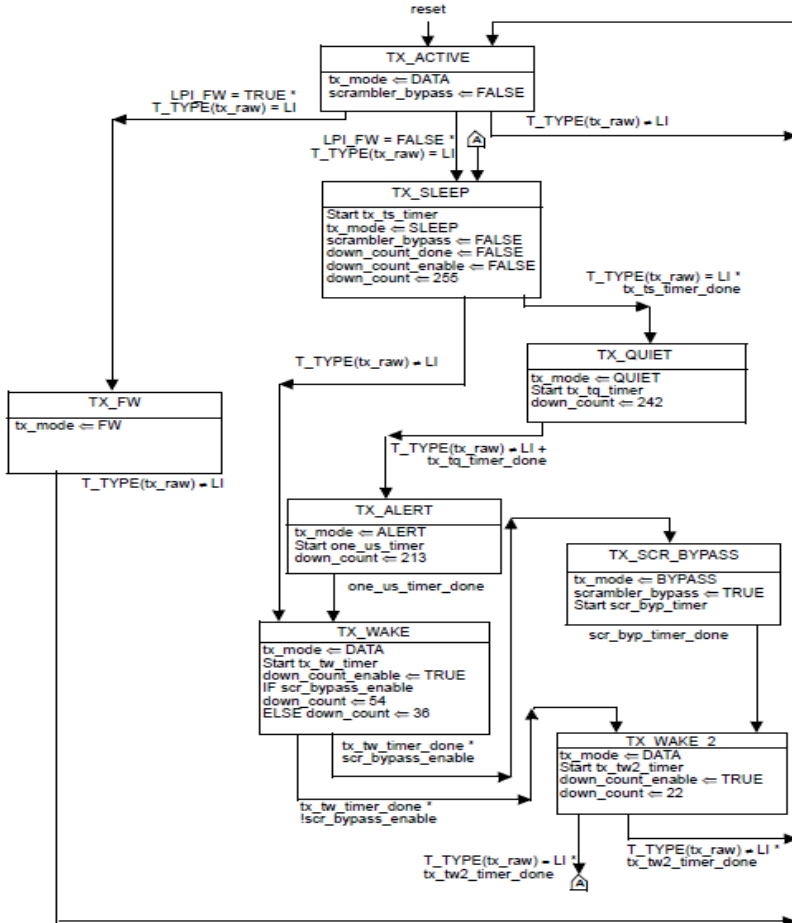 reset
TX_ACTIVE
tx_mode ⇐ DATA
scrambler_bypass ⇐ FALSE
LPI_FW = TRUE *
T_TYPE(tx_raw) = LI
LPI_FW = FALSE *
T_TYPE(tx_raw) = LI
A
T_TYPE(tx_raw) ≠ LI
TX_SLEEP
Start tx_ts_timer
tx_mode ⇐ SLEEP
scrambler_bypass ⇐ FALSE
down_count_done ⇐ FALSE
down_count_enable ⇐ FALSE
down_count ⇐ 255
T_TYPE(tx_raw) = LI *
tx_ts_timer_done
T_TYPE(tx_raw) ≠ LI
TX_QUIET
tx_mode ⇐ QUIET
Start tx_tq_timer
down_count ⇐ 242
TX_FW
tx_mode ⇐ FW
T_TYPE(tx_raw) ≠ LI
T_TYPE(tx_raw) ≠ LI +
tx_tq_timer_done
TX_ALERT
tx_mode ⇐ ALERT
Start one_us_timer
down_count ⇐ 213
one_us_timer_done
TX_SCR_BYPASS
tx_mode ⇐ BYPASS
scrambler_bypass ⇐ TRUE
Start scr_byp_timer
scr_byp_timer_done
TX_WAKE
tx_mode ⇐ DATA
Start tx_tw_timer
down_count_enable ⇐ TRUE
IF scr_bypass_enable
down_count ⇐ 54
ELSE down_count ⇐ 36
tx_tw_timer_done *
scr_bypass_enable
tx_tw_timer_done *
!scr_bypass_enable
TX_WAKE_2
tx_mode ⇐ DATA
Start tx_tw2_timer
down_count_enable ⇐ TRUE
down_count ⇐ 22
T_TYPE(tx_raw) = LI *
tx_tw2_timer_done
A
T_TYPE(tx_raw) ≠ LI *
tx_tw2_timer_done